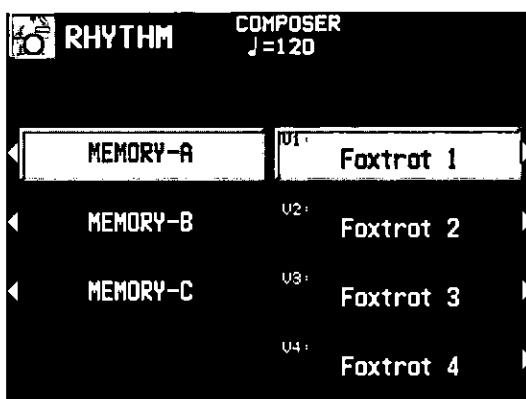 RHYTHM
COMPOSER
♩=120
MEMORY-A
V1:
Foxtrot 1
MEMORY-B
V2:
Foxtrot 2
MEMORY-C
V3:
Foxtrot 3
V4:
Foxtrot 4